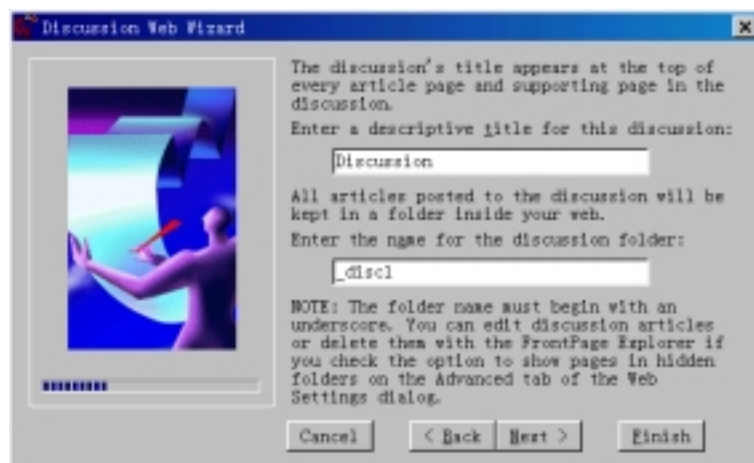 Discussion Web Wizard
The discussion's title appears at the top of
every article page and supporting page in the
discussion.
Enter a descriptive title for this discussion:
Discussion
All articles posted to the discussion will be
kept in a folder inside your web.
Enter the name for the discussion folder:
_disc1
NOTE: The folder name must begin with an
underscore. You can edit discussion articles
or delete them with the FrontPage Explorer if
you check the option to show pages in hidden
folders on the Advanced tab of the Web
Settings dialog.
Cancel < Back Next > Finish